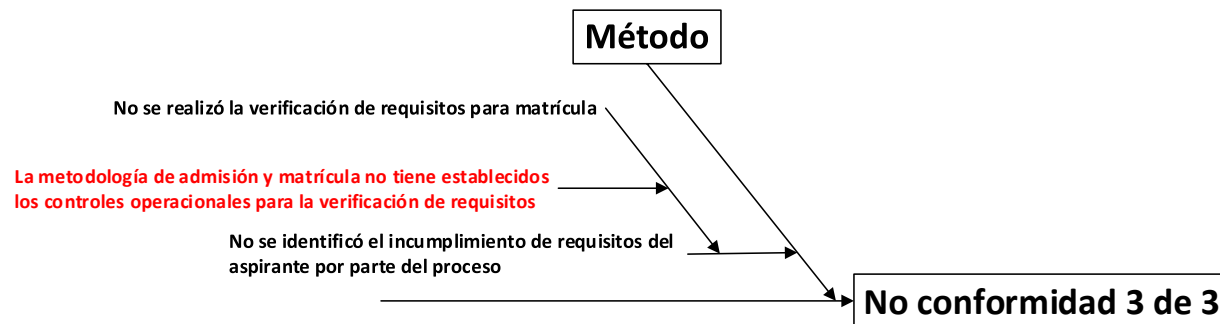 Método
No se realizó la verificación de requisitos para matrícula
La metodología de admisión y matrícula no tiene establecidos
los controles operacionales para la verificación de requisitos
No se identificó el incumplimiento de requisitos del
aspirante por parte del proceso
No conformidad 3 de 3